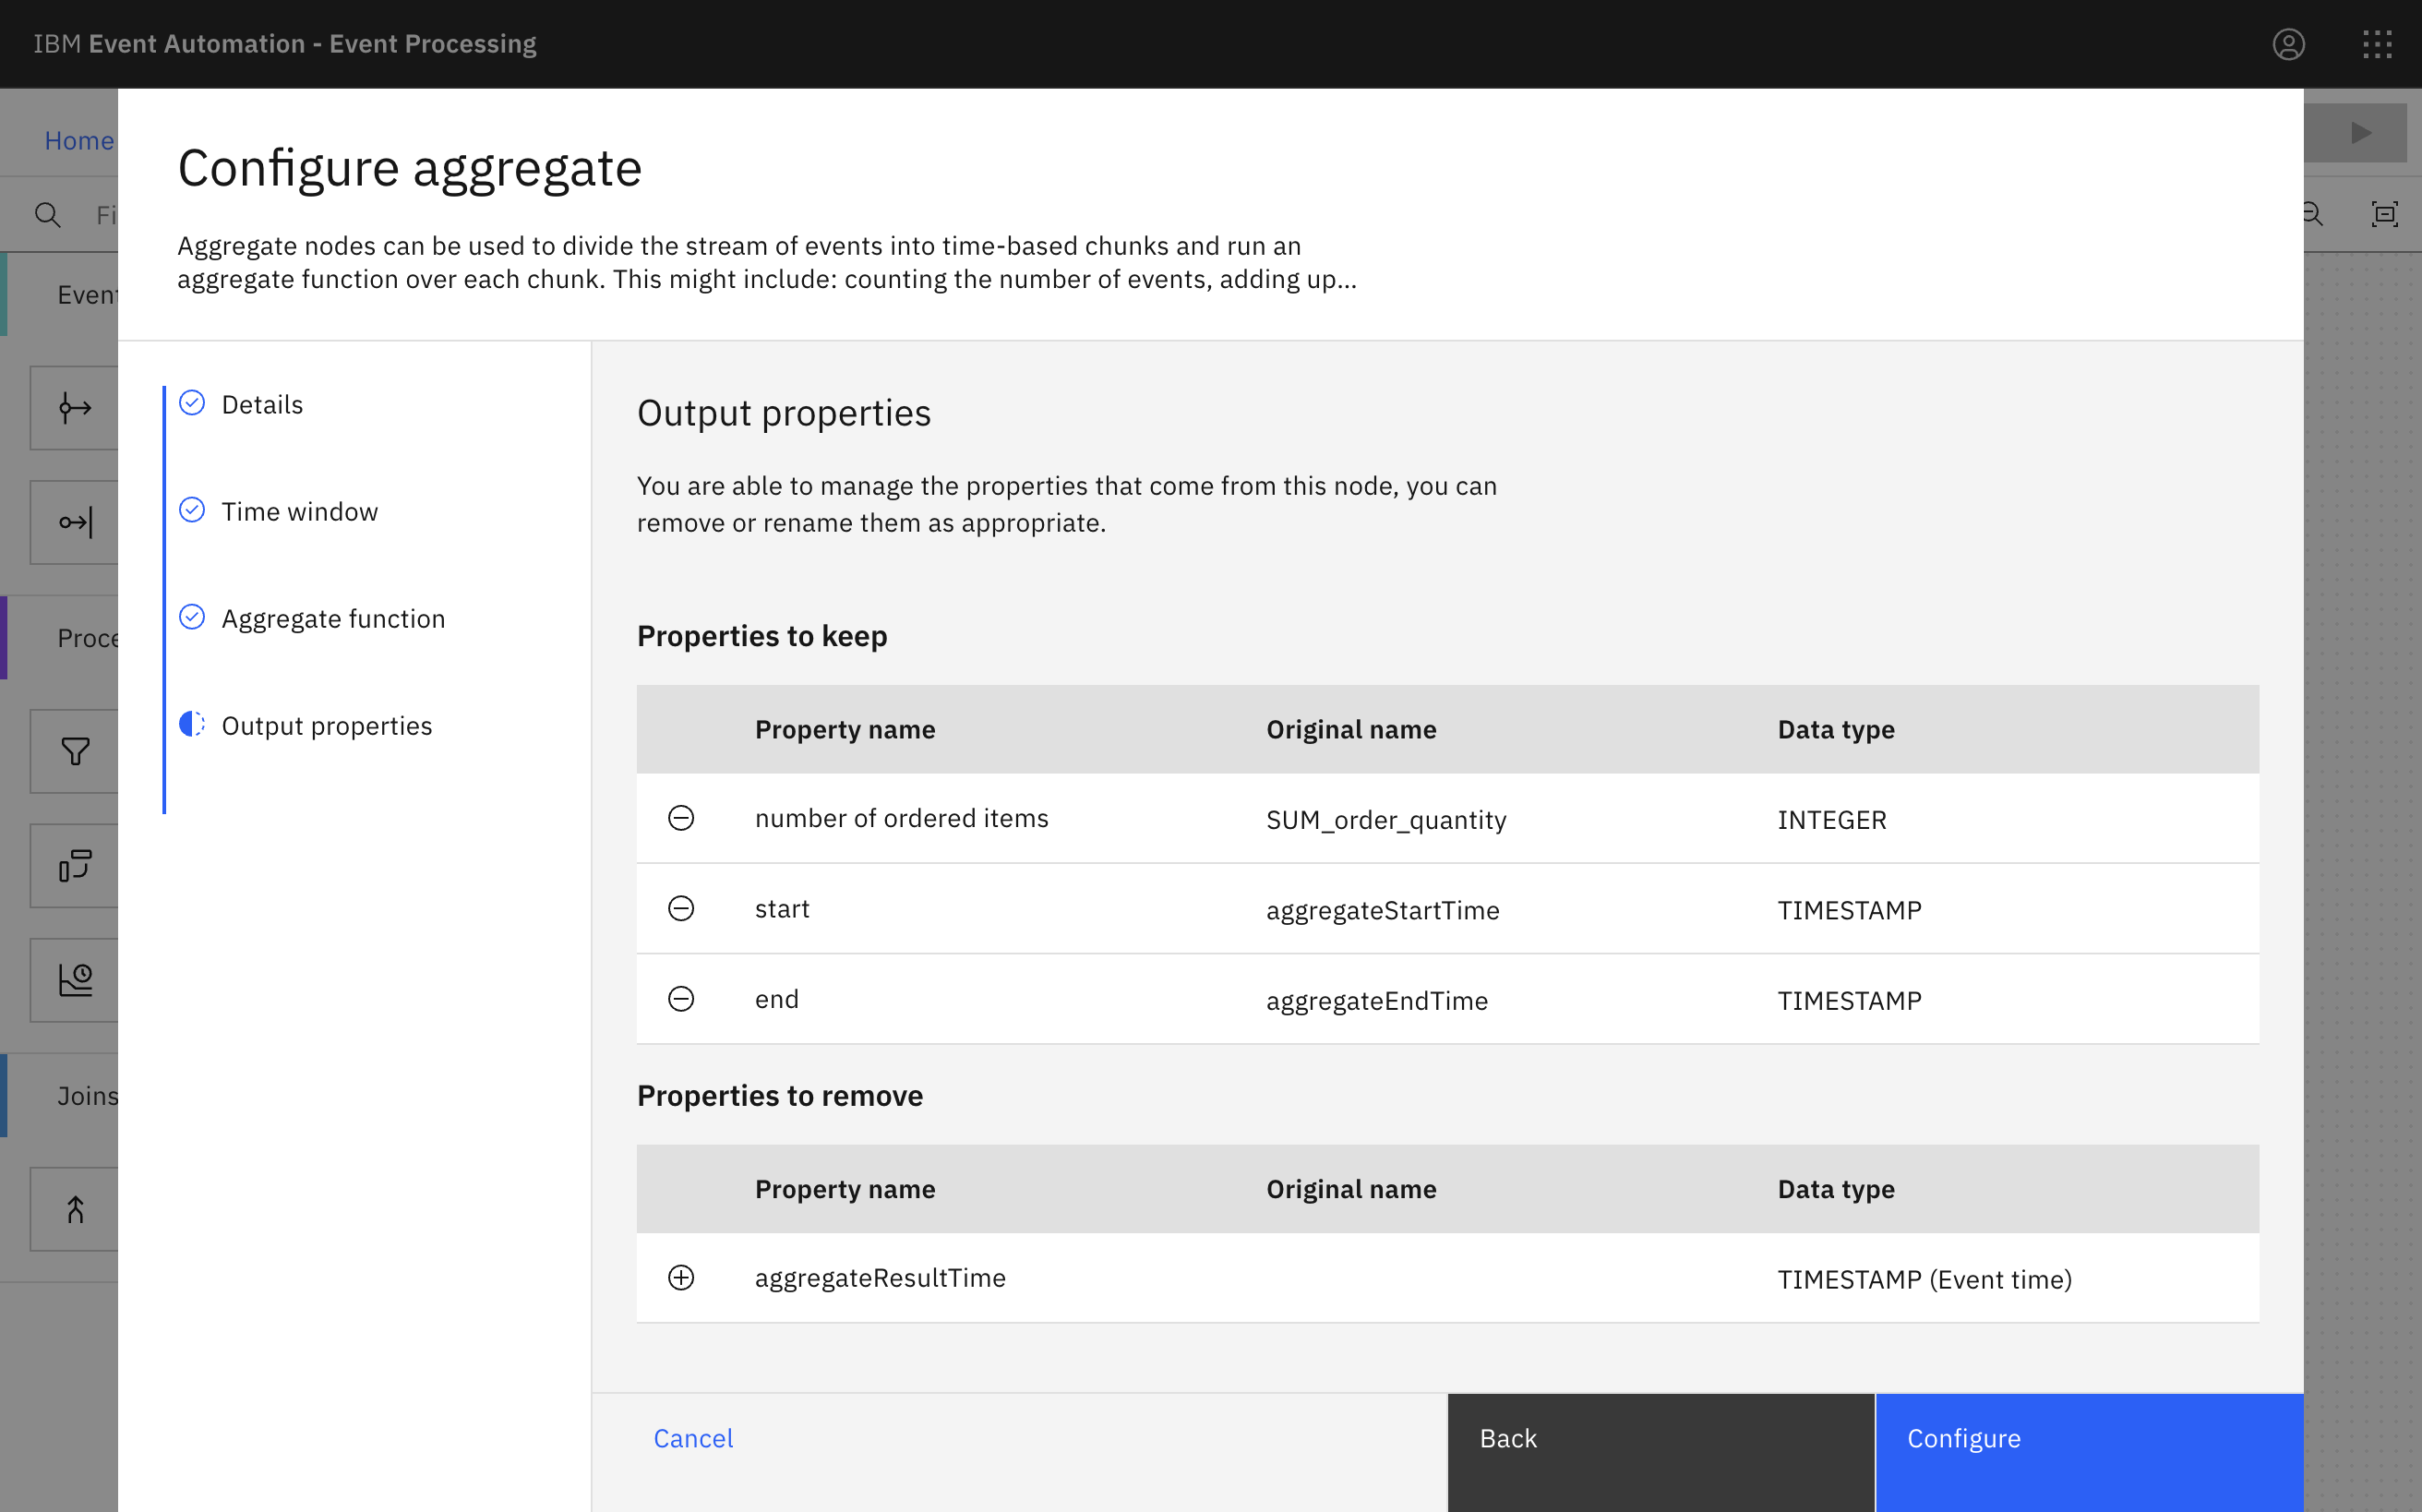 IBM Event Automation - Event Processing
Home
Configure aggregate
Aggregate nodes can be used to divide the stream of events into time-based chunks and run an
aggregate function over each chunk. This might include: counting the number of events, adding up...
Fi
Event
Proce
Joins
Details
Time window
Aggregate function
Output properties
Output properties
You are able to manage the properties that come from this node, you can
remove or rename them as appropriate.
Properties to keep
Property name Original name Data type
number of ordered items SUM_order_quantity INTEGER
start aggregateStartTime TIMESTAMP
end aggregateEndTime TIMESTAMP
Properties to remove
Property name Original name Data type
aggregateResultTime TIMESTAMP (Event time)
Cancel
Back
Configure